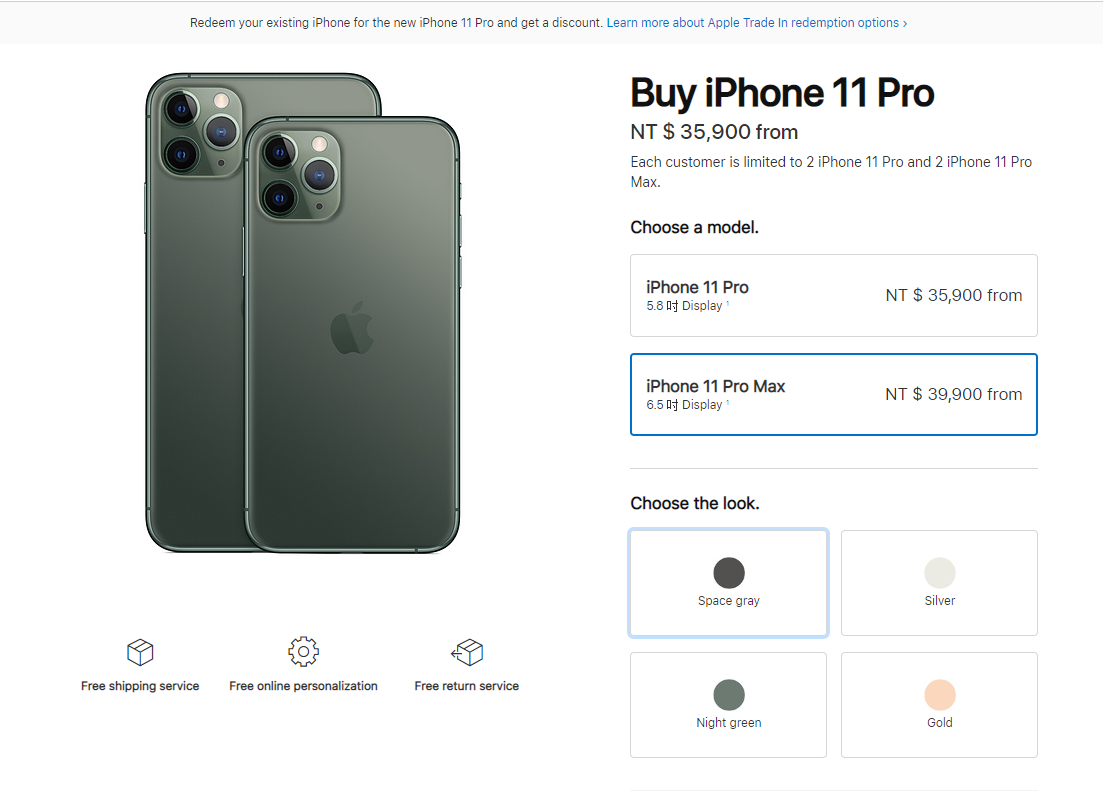 Redeem your existing iPhone for the new iPhone 11 Pro and get a discount. Learn more about Apple Trade In redemption options ›
Buy iPhone 11 Pro
NT $ 35,900 from
Each customer is limited to 2 iPhone 11 Pro and 2 iPhone 11 Pro
Max.
Choose a model.
iPhone 11 Pro
5.8 吋 Display ¹
NT $ 35,900 from
iPhone 11 Pro Max
6.5 吋 Display ¹
NT $ 39,900 from
Choose the look.
Space gray
Silver
Night green
Gold
Free shipping service
Free online personalization
Free return service